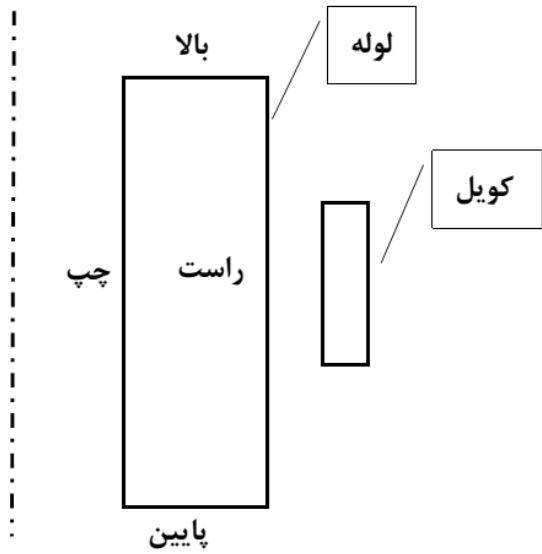 بالا
لوله
کویل
راست
چپ
پایین